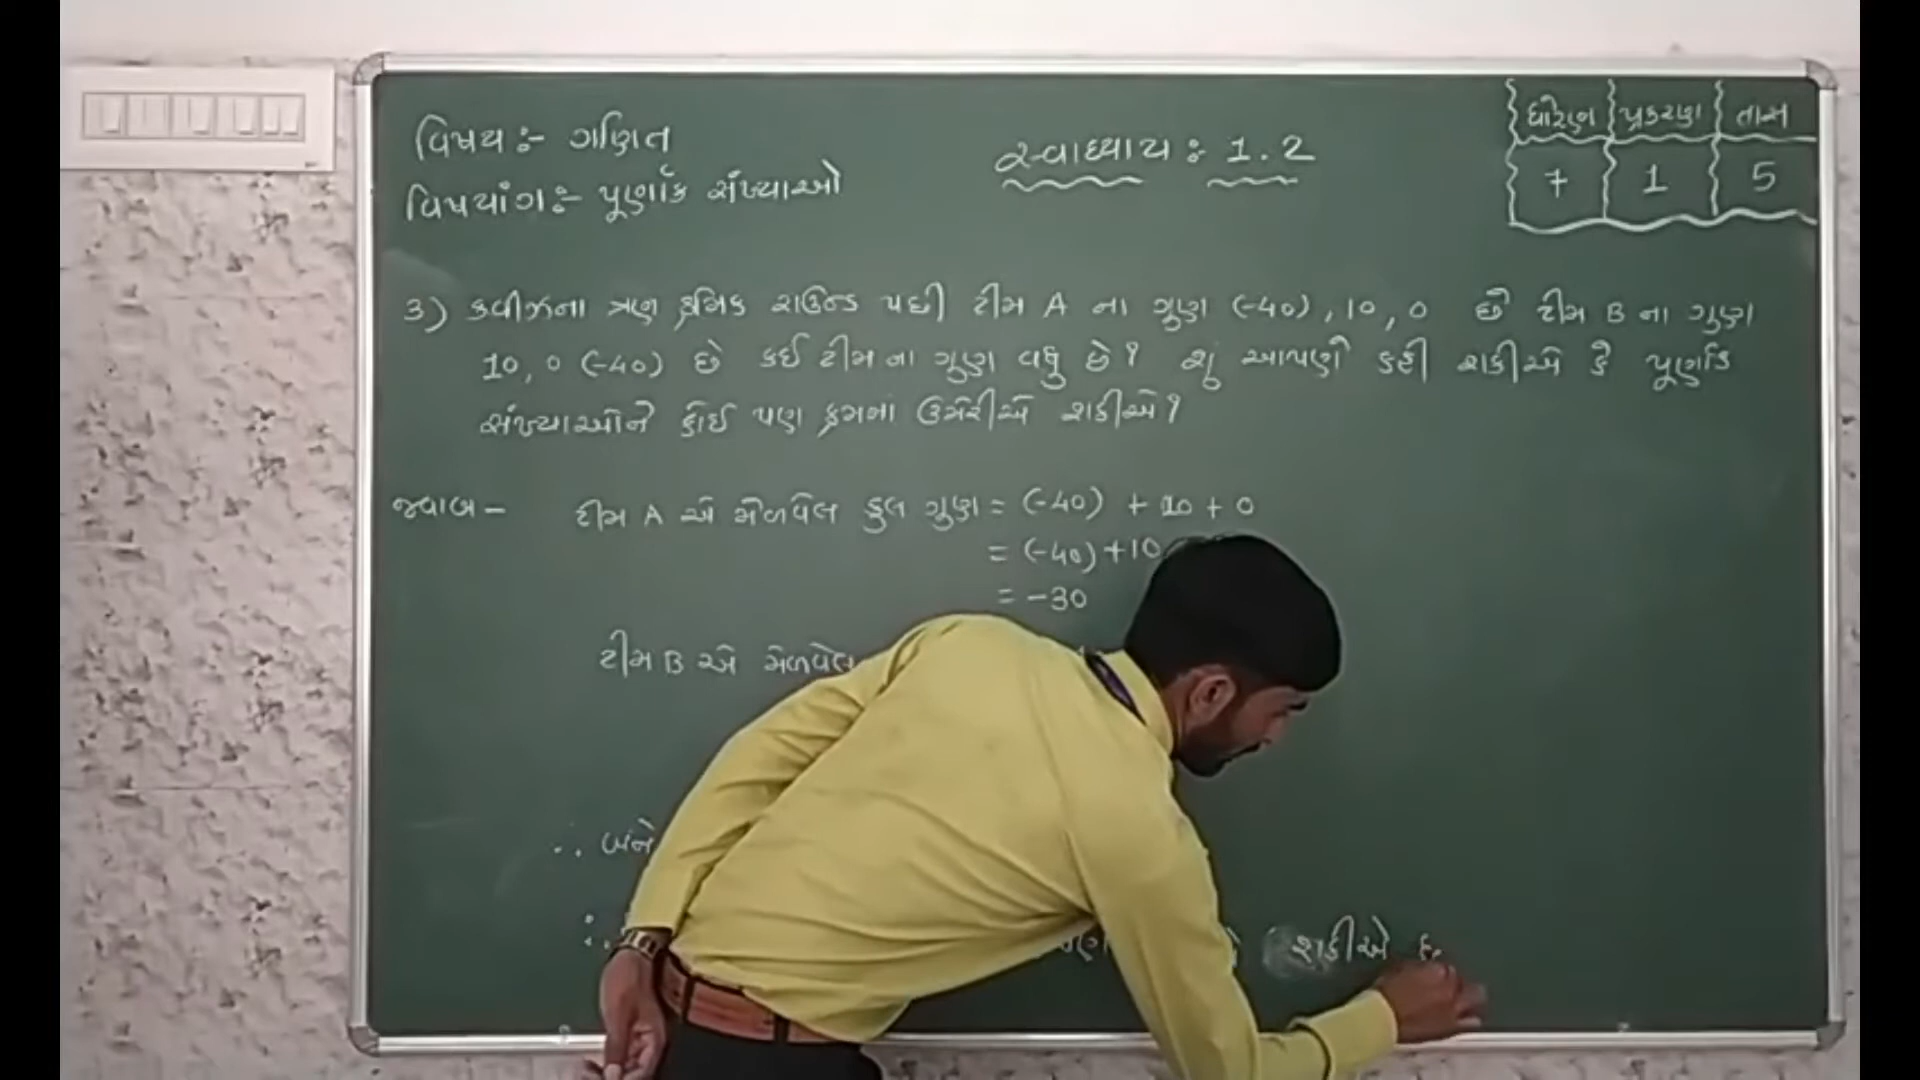 વિષય :- ગણિત
વિષયાંગ :- પૂર્ણાંક સંખ્યાઓ
સ્વાધ્યાય : 1.2
ધોરણ પ્રકરણ તાસ
7 1 5
3) કવીઝના ત્રણ ક્રમિક રાઉન્ડ પછી ટીમ A ના ગુણ (-40) , 10 , 0 છે ટીમ B ના ગુણ
10, 0 (-40) છે કઈ ટીમ ના ગુણ વધુ છે ? શું આપણે કહી શકીએ કે પૂર્ણાંક
સંખ્યાઓને કોઈ પણ ક્રમમાં ઉમેરીએ શકીએ ?
જવાબ - ટીમ A એ મેળવેલ કુલ ગુણ = (-40) + 10 + 0
= (-40) + 10
= -30
ટીમ B એ મેળવેલ
∴ બંને
∴ શકીએ